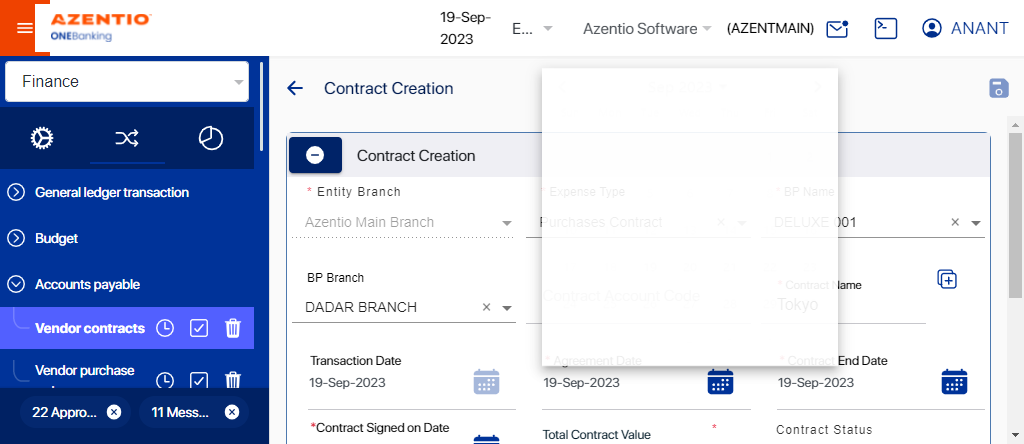 AZENTIO
ONEBanking
19-Sep-
2023
E...
Azentio Software
(AZENTMAIN)
ANANT
Finance
Contract Creation
General ledger transaction
Budget
Accounts payable
Vendor contracts
Vendor purchase
22 Appro...
11 Mess...
Contract Creation
* Entity Branch
* Expense Type
* BP Name
Azentio Main Branch
Purchases Contract
DELUXE 001
BP Branch
* Contract Name
DADAR BRANCH
Contract Account Code
Tokyo
Transaction Date
* Agreement Date
* Contract End Date
19-Sep-2023
19-Sep-2023
19-Sep-2023
*Contract Signed on Date
Total Contract Value
*
Contract Status